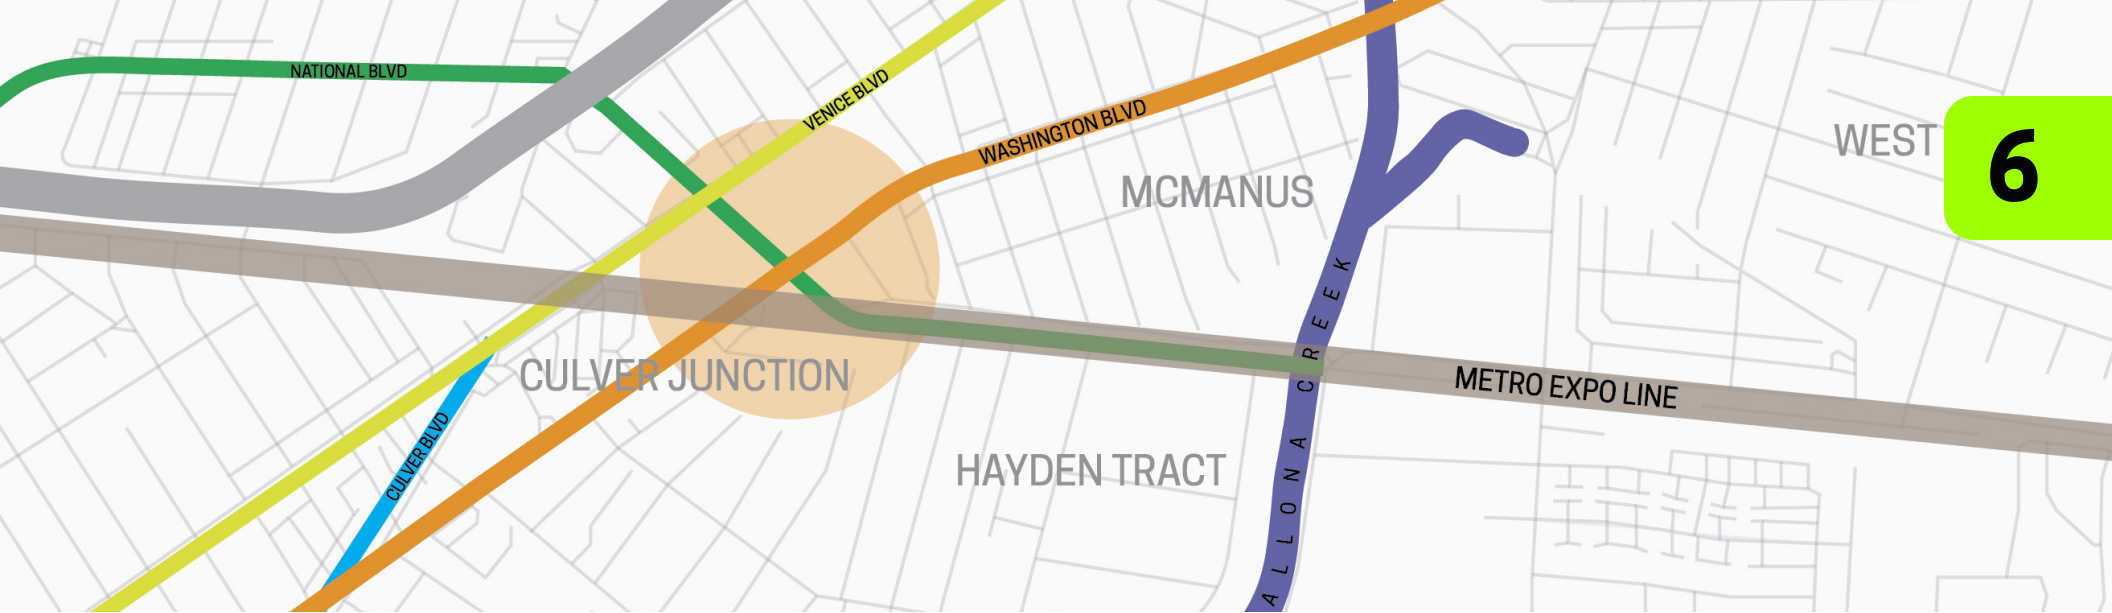 NATIONAL BLVD
VENICE BLVD
WASHINGTON BLVD
MCMANUS
WEST
6
CULVER JUNCTION
CULVER BLVD
METRO EXPO LINE
HAYDEN TRACT
ALLONA CREEK